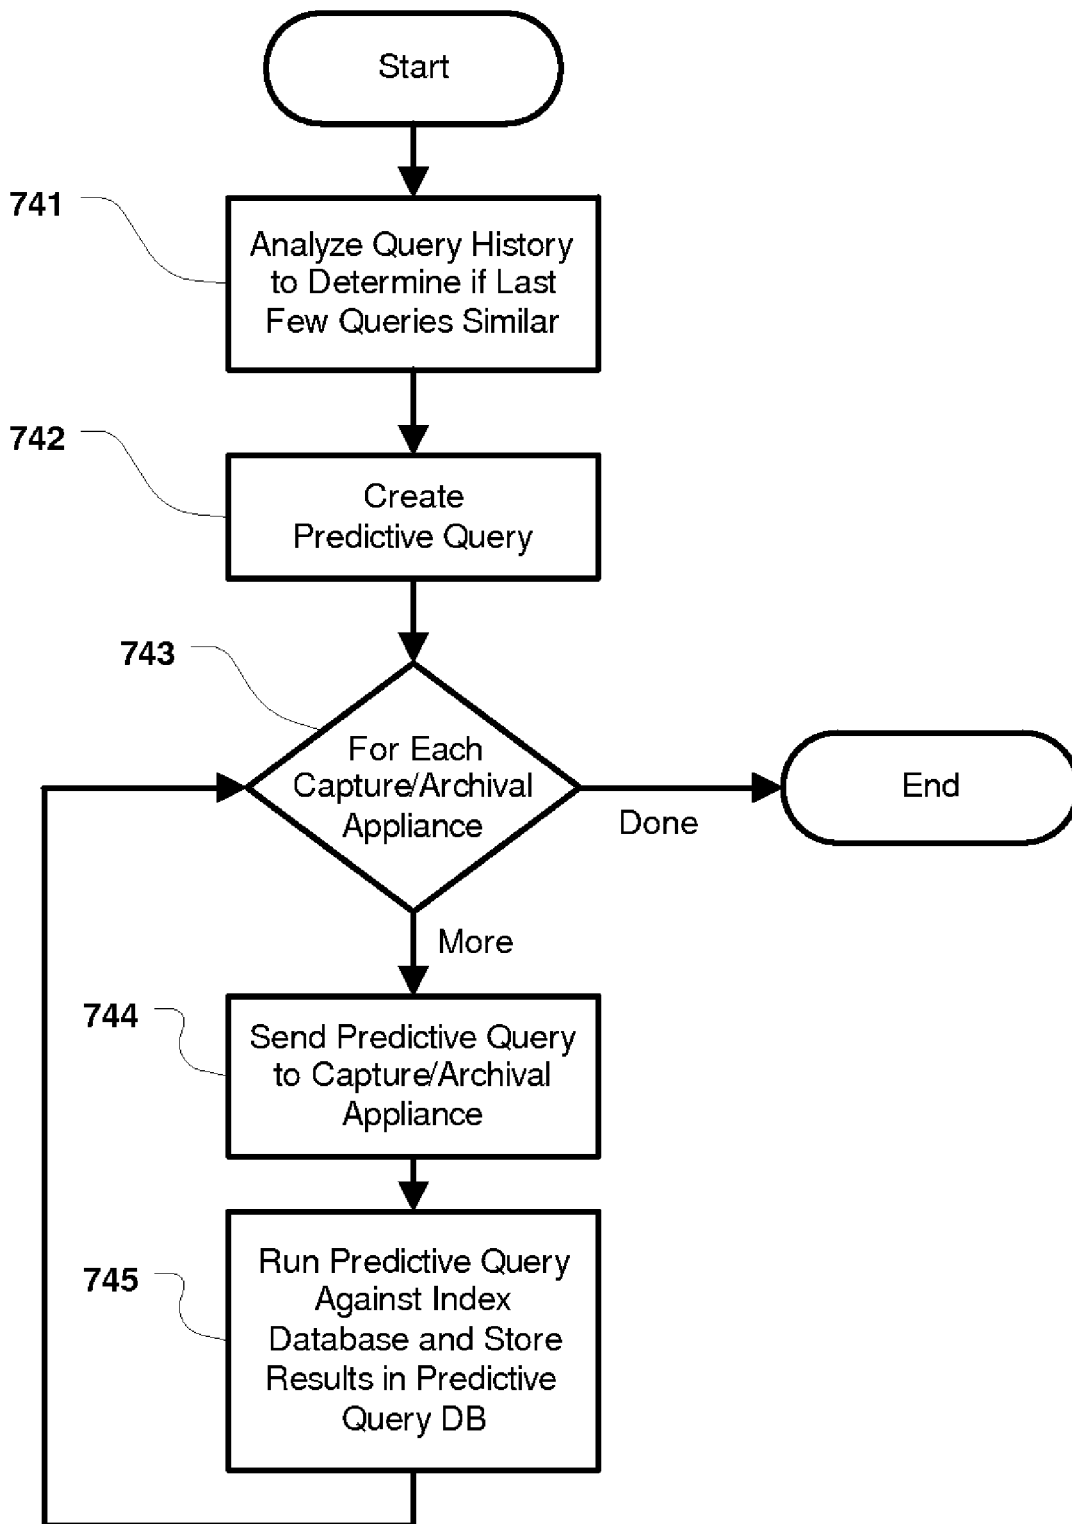 Start
741
Analyze Query History
to Determine if Last
Few Queries Similar
742
Create
Predictive Query
743
For Each
Capture/Archival
Appliance
Done
End
More
744
Send Predictive Query
to Capture/Archival
Appliance
745
Run Predictive Query
Against Index
Database and Store
Results in Predictive
Query DB